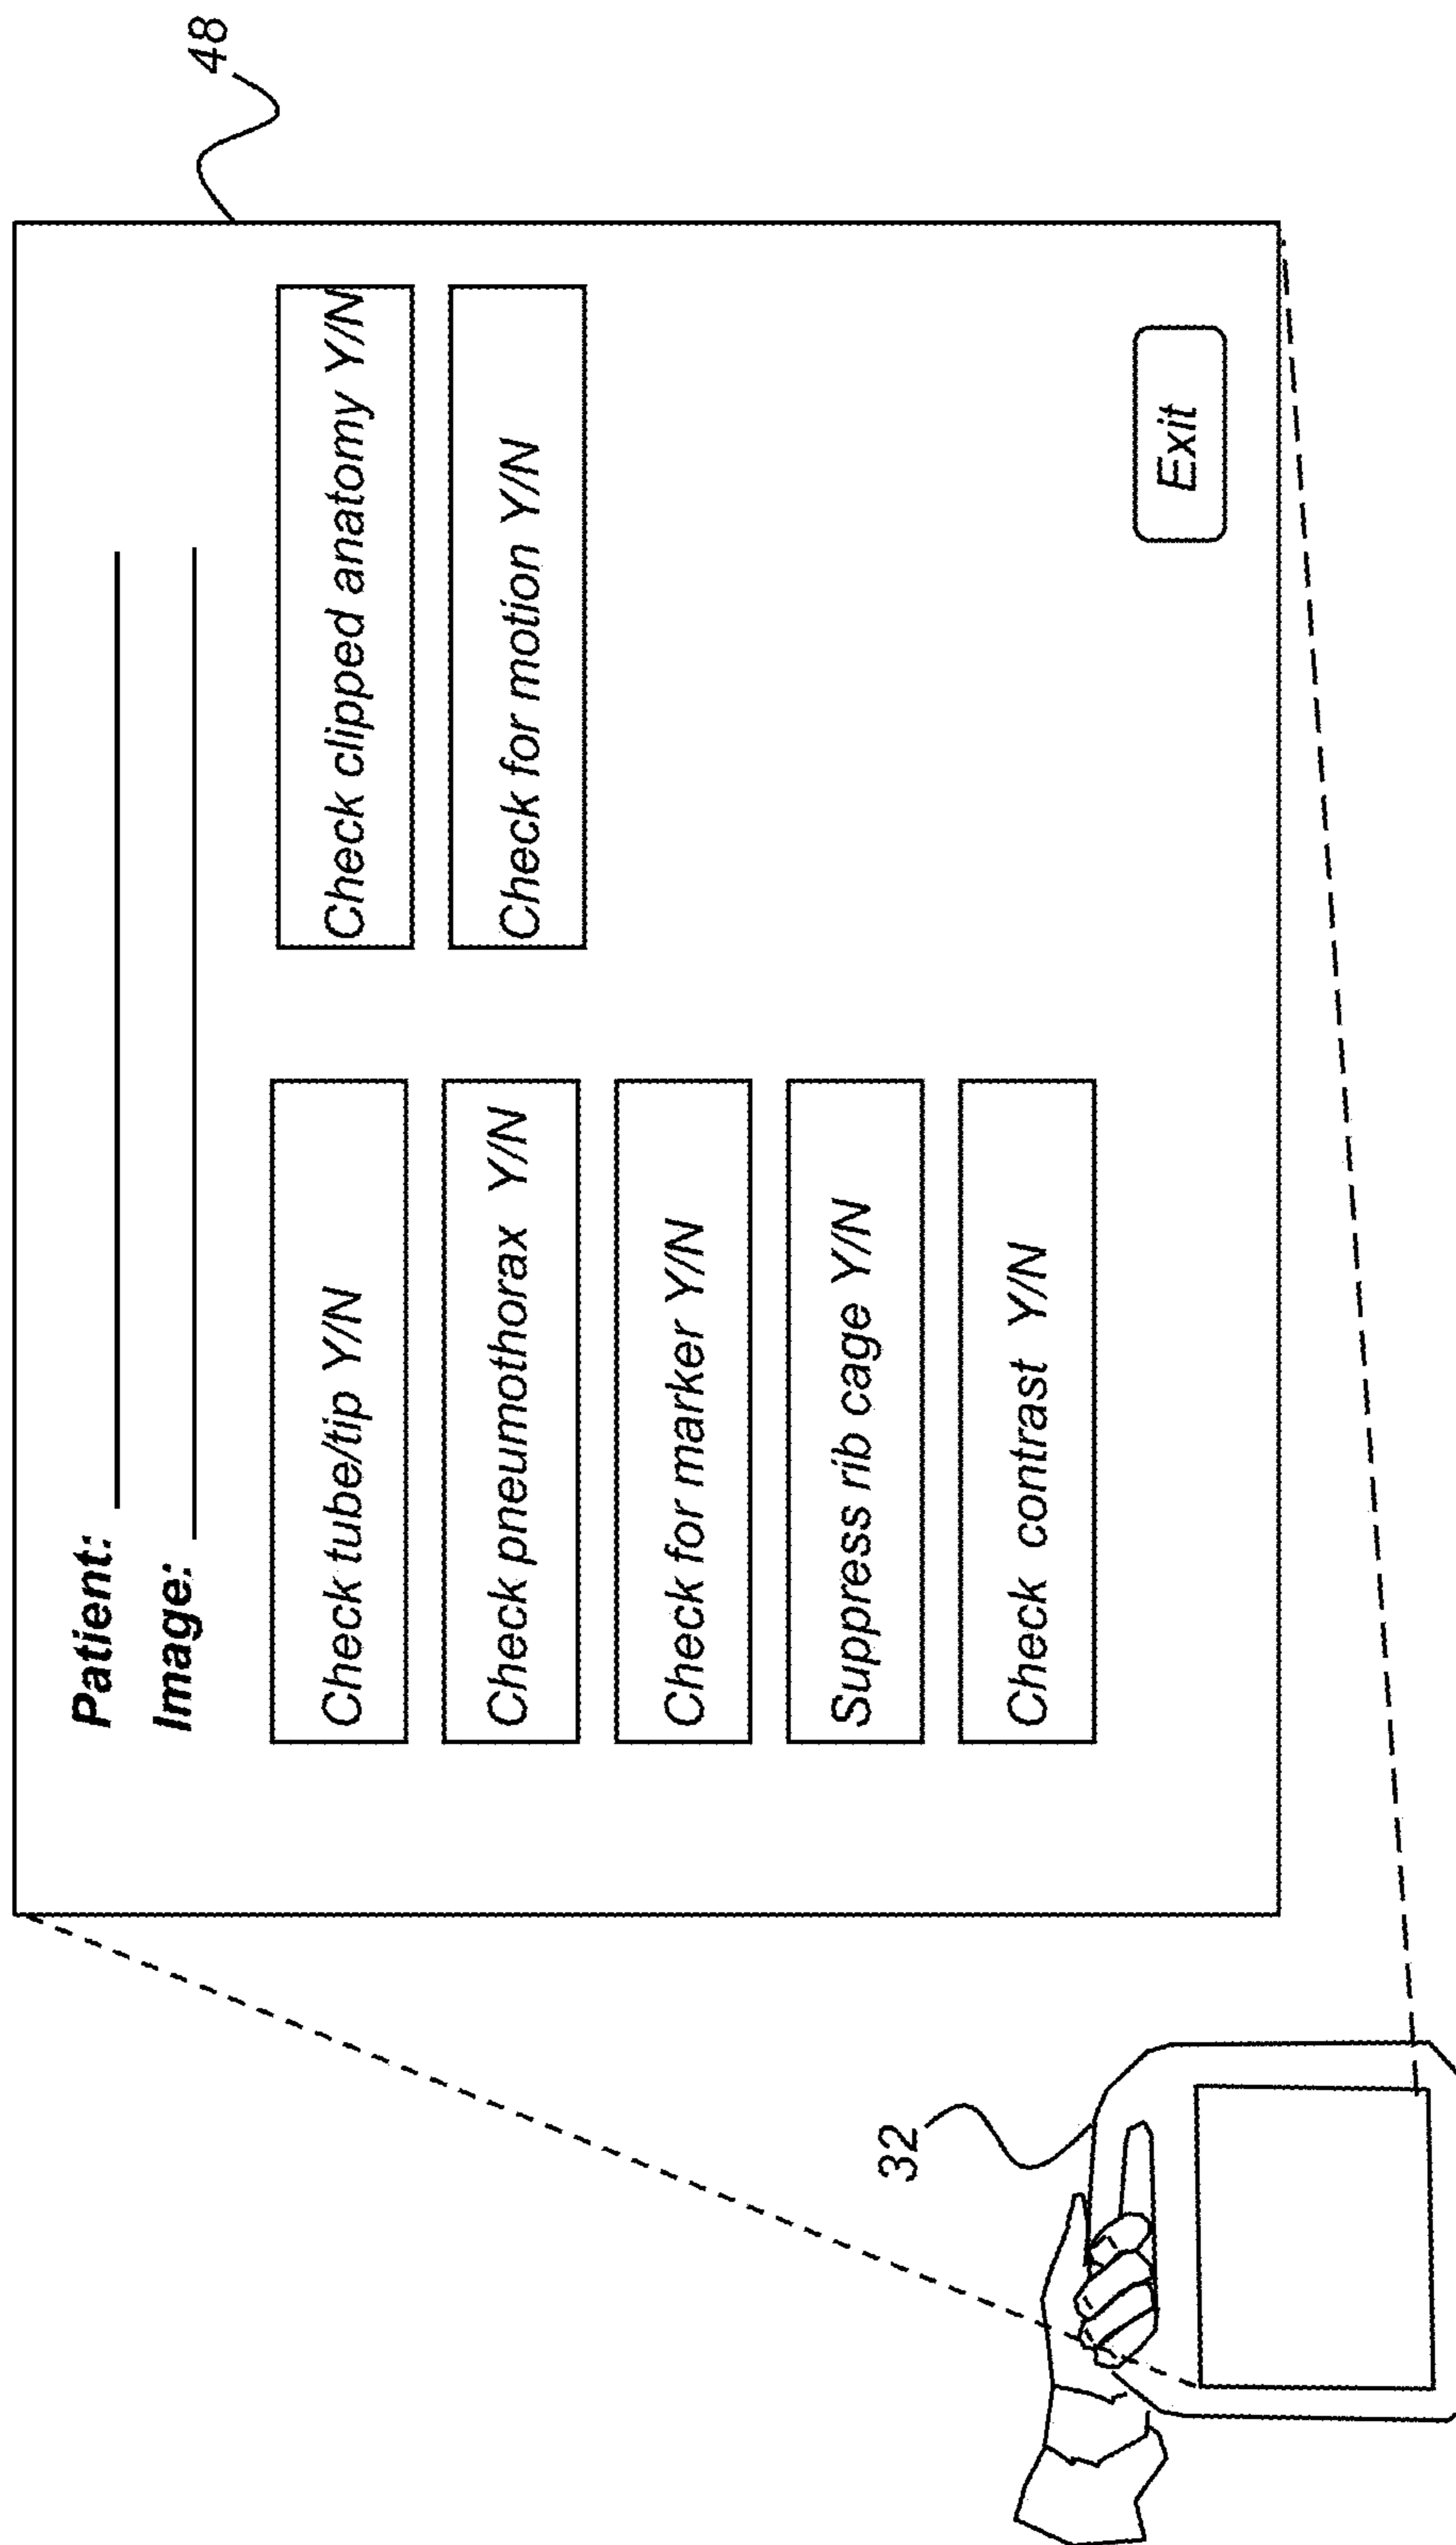 48
Patient:
Image:
Check tube/tip Y/N
Check pneumothorax Y/N
Check for marker Y/N
Suppress rib cage Y/N
Check contrast Y/N
Check clipped anatomy Y/N
Check for motion Y/N
Exit
32